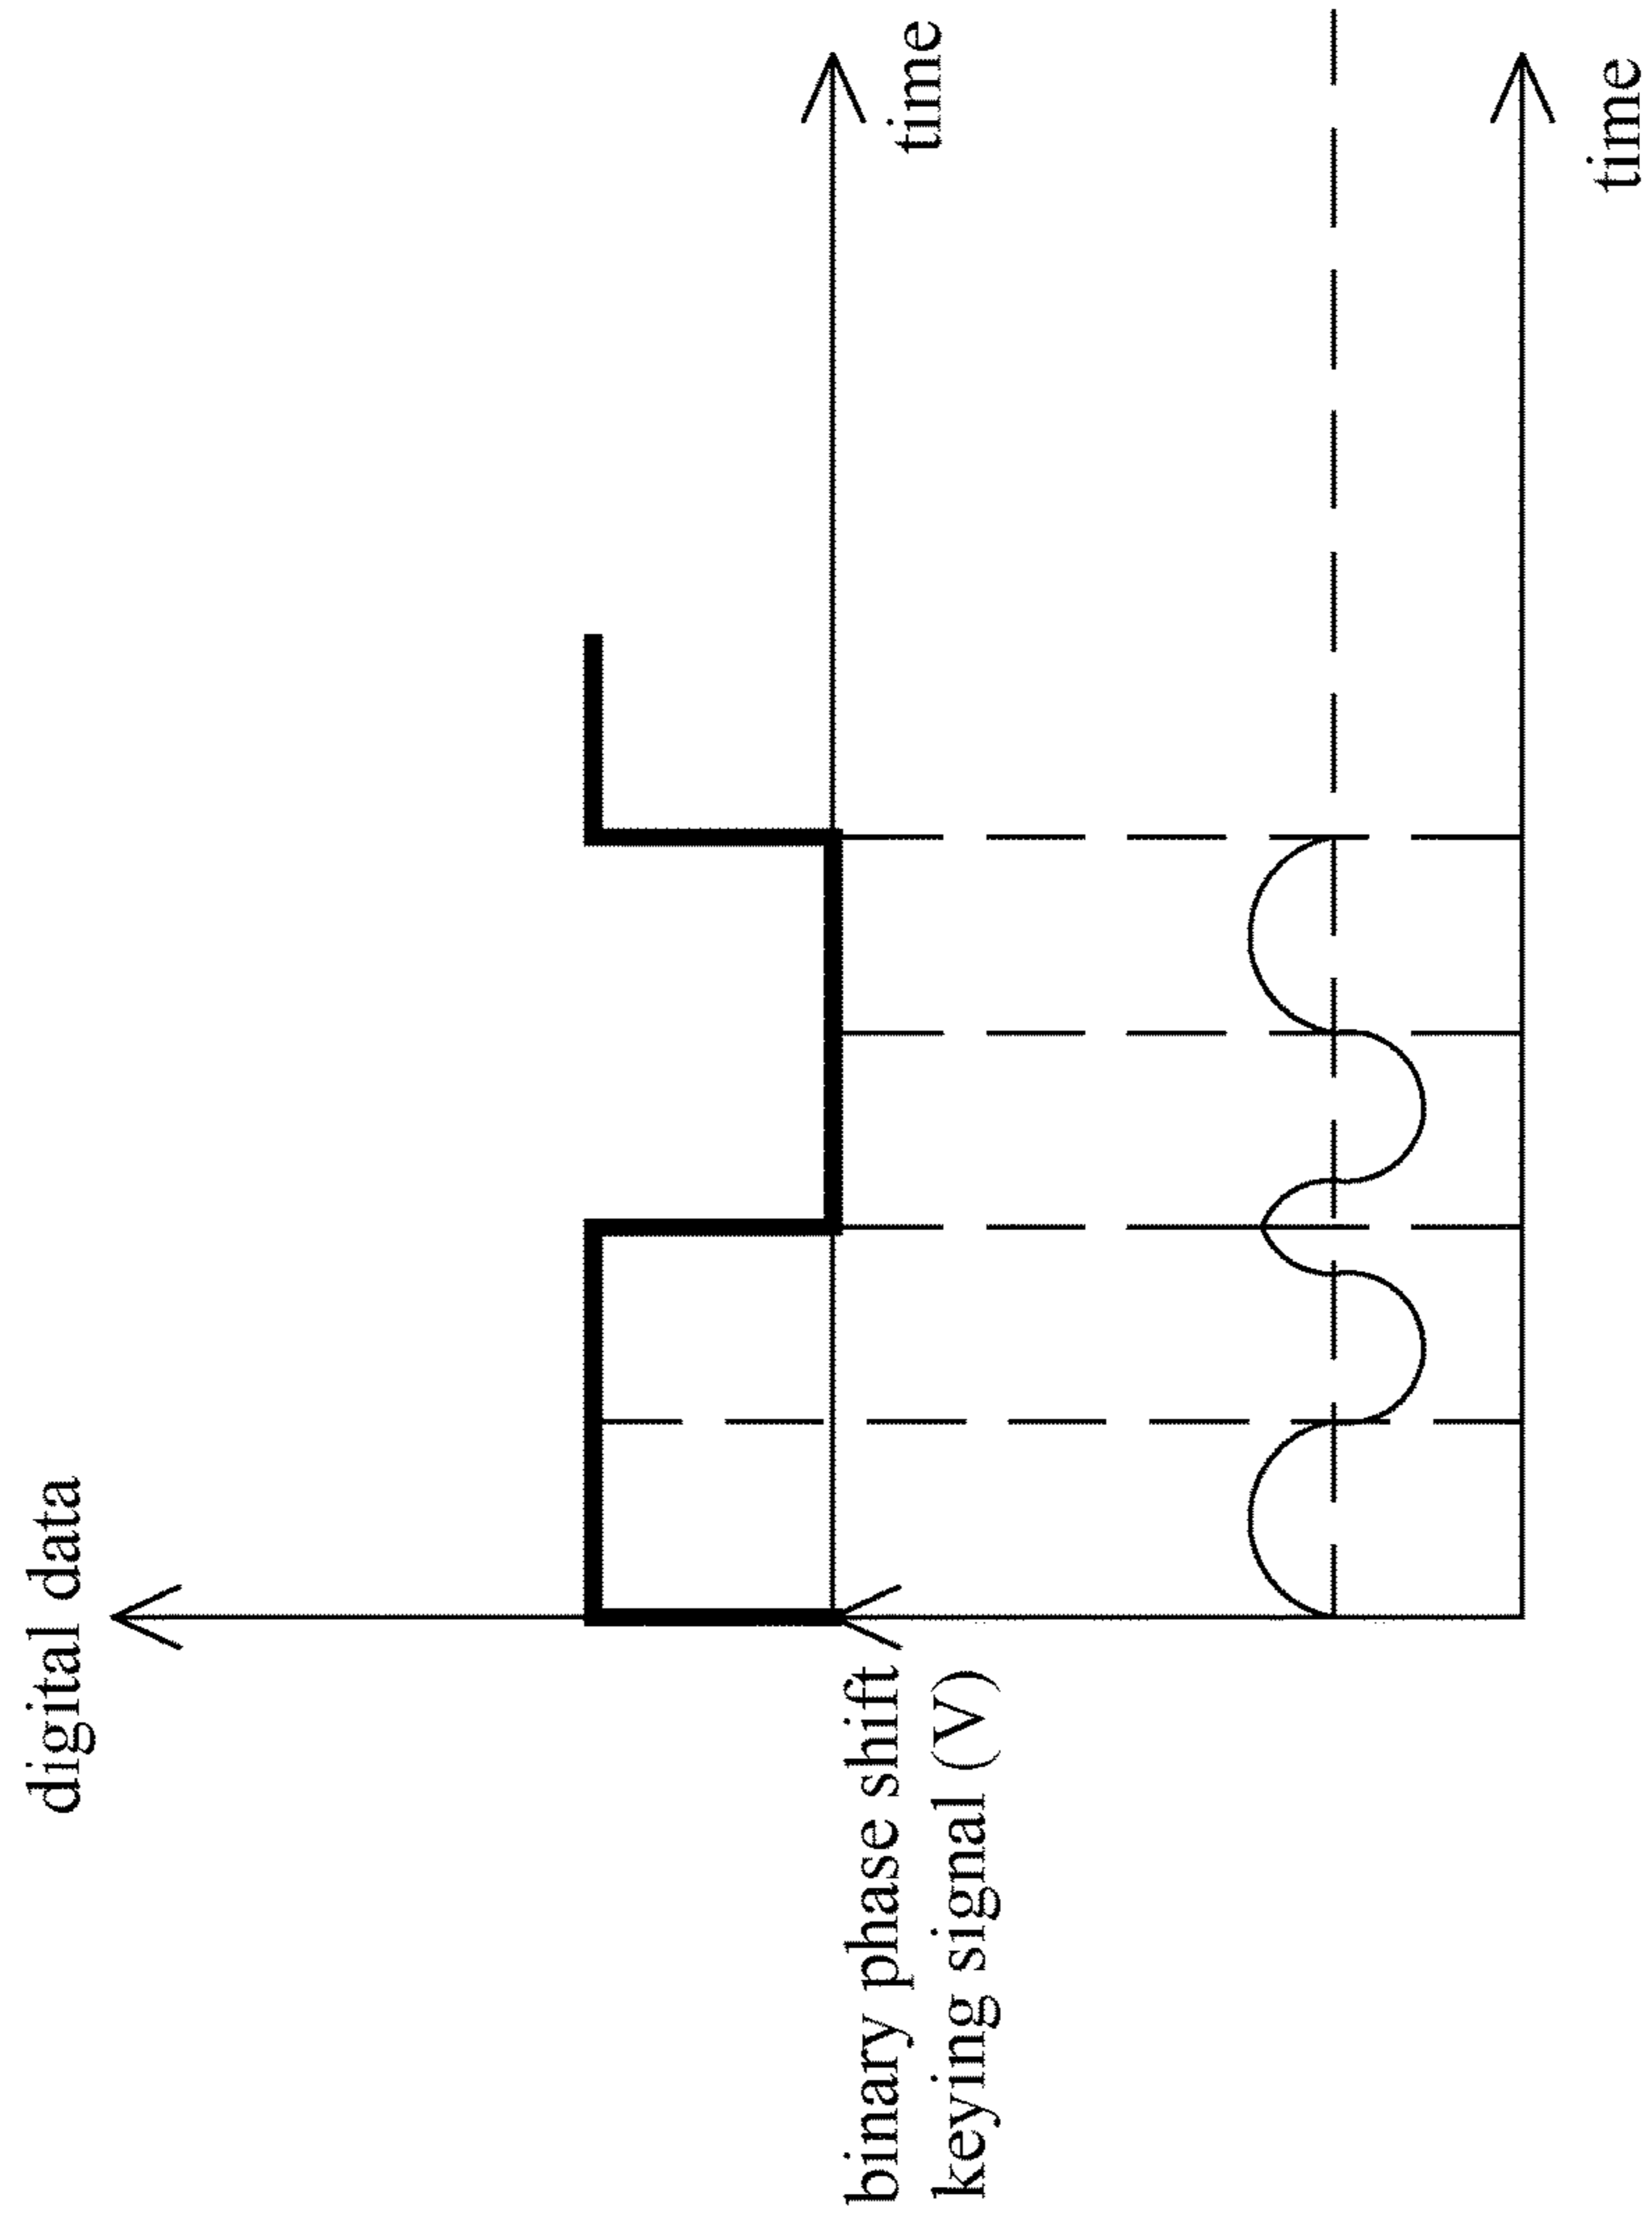 digital data
time
binary phase shift
keying signal (V)
time